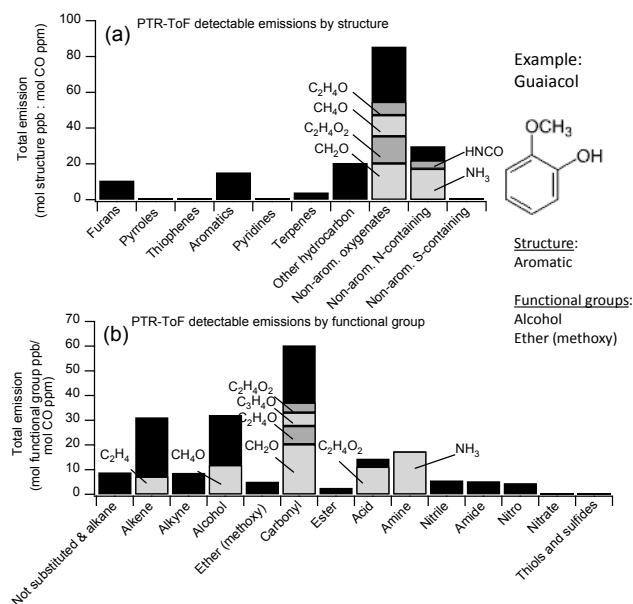 (a)
PTR-ToF detectable emissions by structure
Total emission
(mol structure ppb : mol CO ppm)
100
80
60
40
20
0
C2H4O
CH4O
C2H4O2
CH2O
HNCO
NH3
Furans
Pyrroles
Thiophenes
Aromatics
Pyridines
Terpenes
Other hydrocarbon
Non-arom. oxygenates
Non-arom. N-containing
Non-arom. S-containing
Example:
Guaiacol
OCH3
OH
Structure:
Aromatic
Functional groups:
Alcohol
Ether (methoxy)
(b)
PTR-ToF detectable emissions by functional group
Total emission
(mol functional group ppb/
mol CO ppm)
70
60
50
40
30
20
10
0
C2H4
CH4O
C2H4O2
C3H4O
C2H4O
CH2O
C2H4O2
NH3
Not substituted & alkane
Alkene
Alkyne
Alcohol
Ether (methoxy)
Carbonyl
Ester
Acid
Amine
Nitrile
Amide
Nitro
Nitrate
Thiols and sulfides